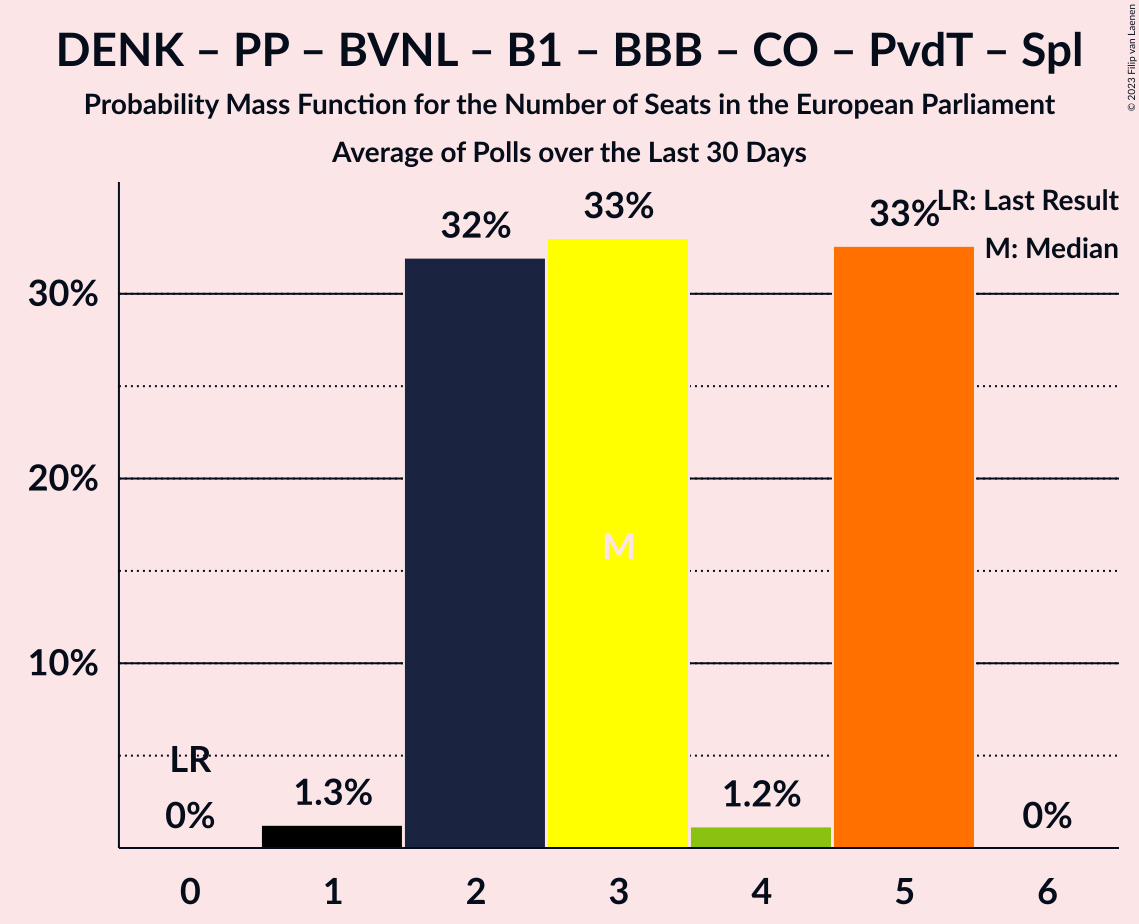 DENK – PP – BVNL – B1 – BBB – CO – PvdT – Spl
Probability Mass Function for the Number of Seats in the European Parliament
Average of Polls over the Last 30 Days
© 2023 Filip van Laenen
LR: Last Result
M: Median
32%
33%
33%
30%
20%
10%
M
LR
0%
1.3%
1.2%
0%
0 1 2 3 4 5 6